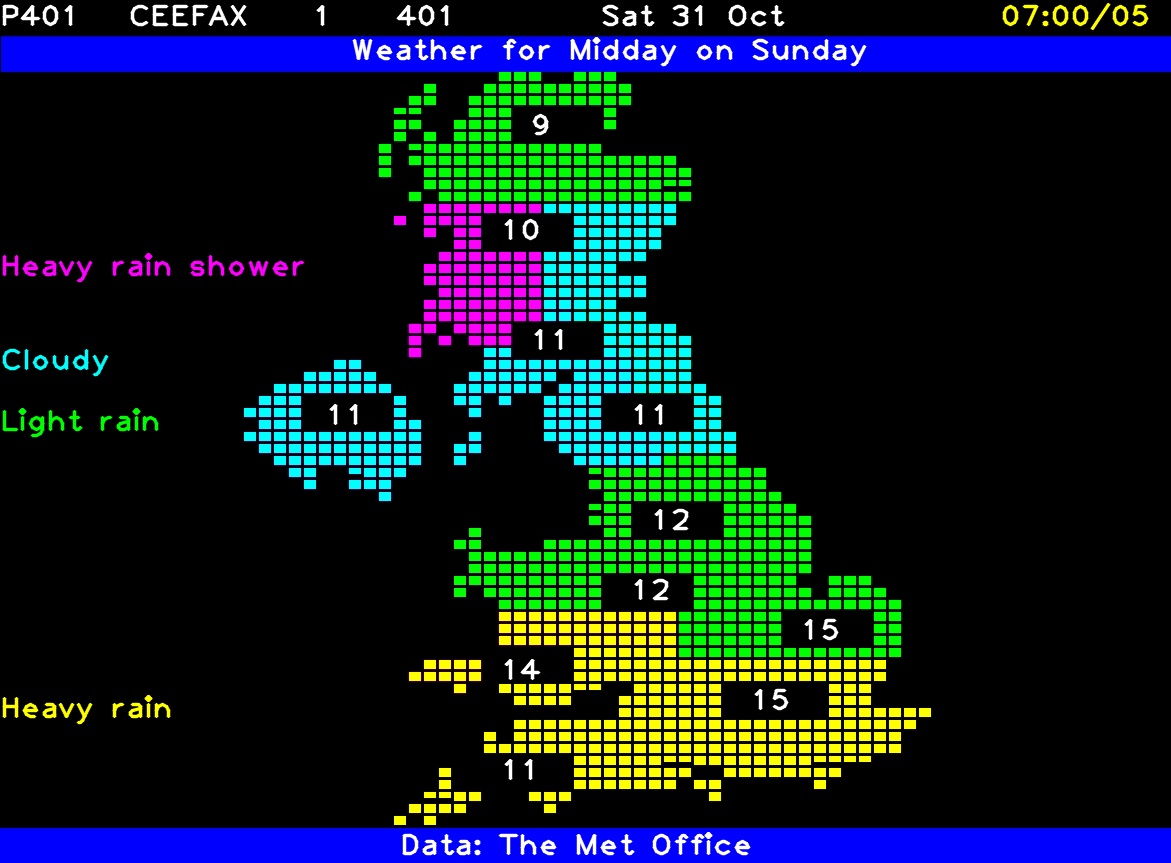 P401 CEEFAX 1 401 Sat 31 Oct 07:00/05
Weather for Midday on Sunday
9
10
Heavy rain shower
11
Cloudy
11 11
Light rain
12
12
15
14
15
Heavy rain
11
Data: The Met Office